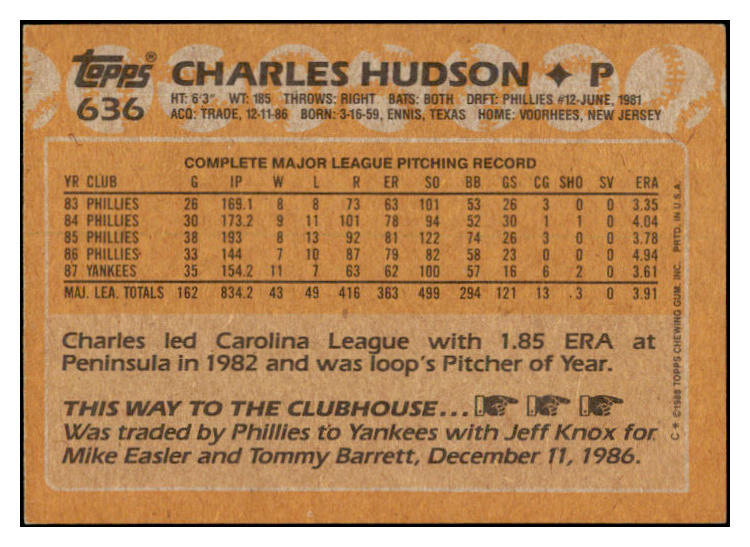 Topps®
636
CHARLES HUDSON ✦ P
HT: 6'3" WT: 185 THROWS: RIGHT BATS: BOTH DRFT: PHILLIES #12-JUNE, 1981
ACQ: TRADE, 12-11-86 BORN: 3-16-59, ENNIS, TEXAS HOME: VOORHEES, NEW JERSEY
COMPLETE MAJOR LEAGUE PITCHING RECORD
YR CLUB G IP W L R ER SO BB GS CG SHO SV ERA
83 PHILLIES 26 169.1 8 8 73 63 101 53 26 3 0 0 3.35
84 PHILLIES 30 173.2 9 11 101 78 94 52 30 1 1 0 4.04
85 PHILLIES 38 193 8 13 92 81 122 74 26 3 0 0 3.78
86 PHILLIES 33 144 7 10 87 79 82 58 23 0 0 0 4.94
87 YANKEES 35 154.2 11 7 63 62 100 57 16 6 2 0 3.61
MAJ. LEA. TOTALS 162 834.2 43 49 416 363 499 294 121 13 3 0 3.91
Charles led Carolina League with 1.85 ERA at
Peninsula in 1982 and was loop's Pitcher of Year.
THIS WAY TO THE CLUBHOUSE...
Was traded by Phillies to Yankees with Jeff Knox for
Mike Easler and Tommy Barrett, December 11, 1986.
C * ©1988 TOPPS CHEWING GUM, INC. PRTD. IN U.S.A.